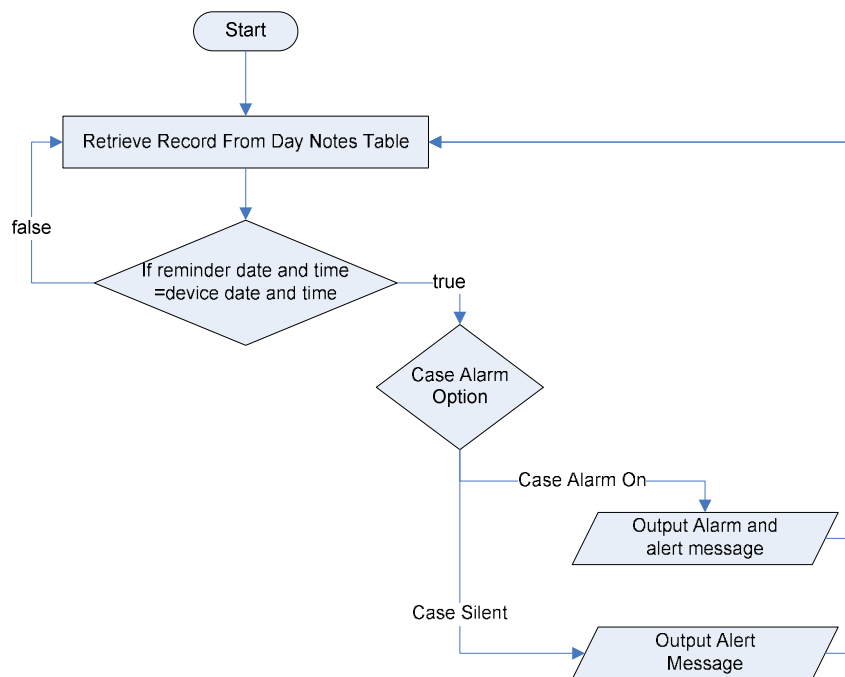 Start
Retrieve Record From Day Notes Table
false
If reminder date and time
=device date and time
true
Case Alarm
Option
Case Alarm On
Output Alarm and
alert message
Case Silent
Output Alert
Message